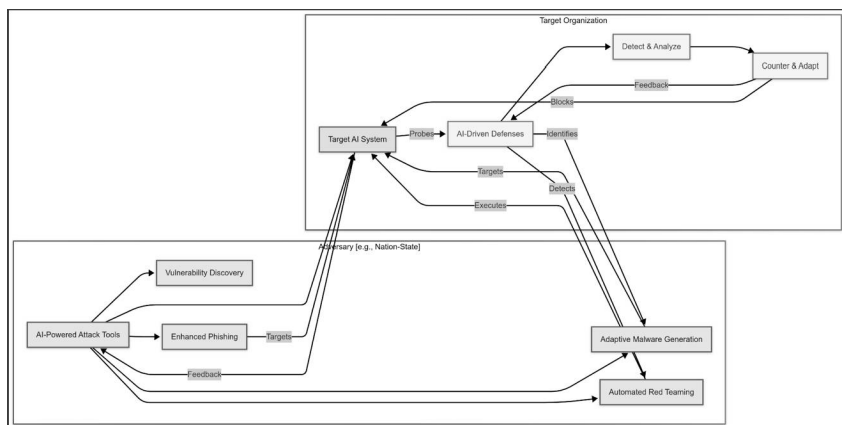 Target Organization
Detect & Analyze
Counter & Adapt
Feedback
Blocks
Target AI System
Probes
AI-Driven Defenses
Identifies
Targets
Detects
Executes
Adversary [e.g., Nation-State]
Vulnerability Discovery
AI-Powered Attack Tools
Enhanced Phishing
Targets
Adaptive Malware Generation
Feedback
Automated Red Teaming